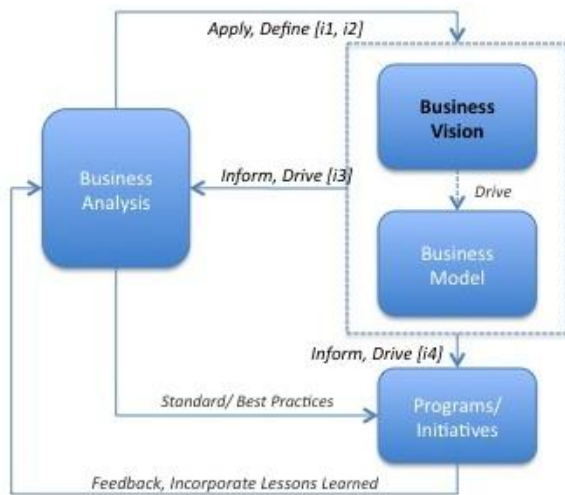 Apply, Define [i1, i2]
Business
Vision
Business
Analysis
Inform, Drive [i3]
Drive
Business
Model
Inform, Drive [i4]
Standard/ Best Practices
Programs/
Initiatives
Feedback, Incorporate Lessons Learned